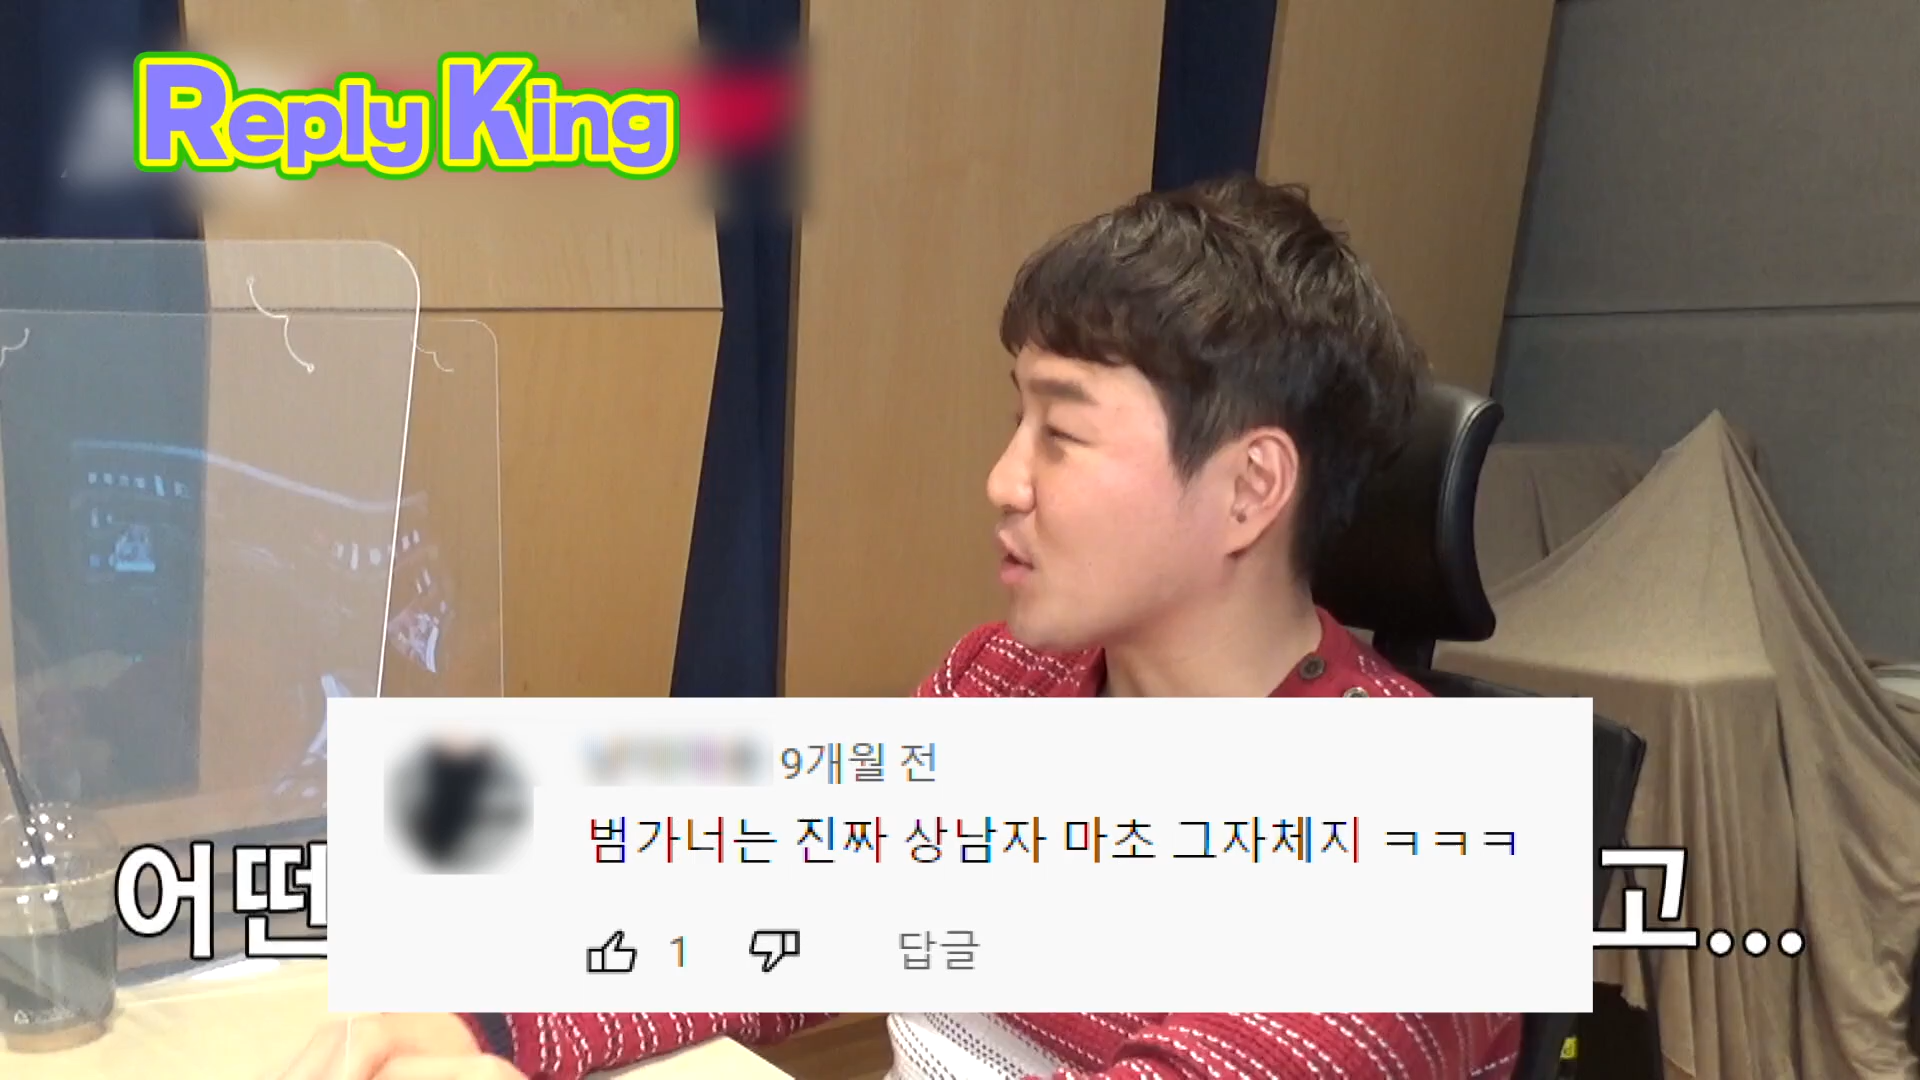 Reply King
9개월 전
범가너는 진짜 상남자 마초 그자체지 ㅋㅋㅋ
1
답글
어떤
고...